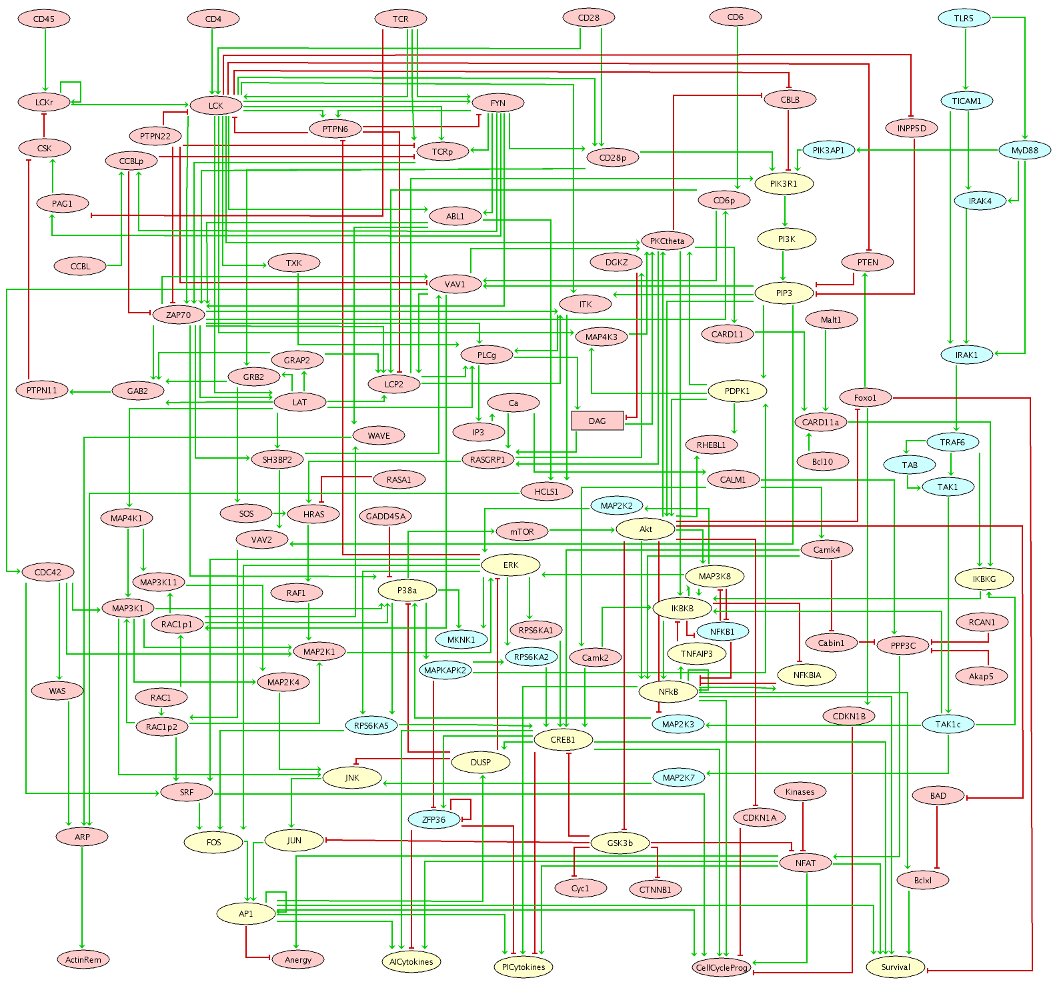 CD45
CD4
TCR
CD28
CD6
TLR5
LCKr
LCK
FYN
CBLB
TICAM1
PTPN22
PTPN6
INPP5D
CSK
CCBLp
TCRp
CD28p
PIK3AP1
MyD88
PIK3R1
PAG1
CD6p
IRAK4
ABL1
PKCtheta
PI3K
CCBL
TXK
DGKZ
PTEN
VAV1
PIP3
ZAP70
ITK
MAP4K3
CARD11
Malt1
GRAP2
PLCg
IRAK1
PTPN11
GAB2
GRB2
LCP2
PDPK1
Foxo1
LAT
Ca
DAG
CARD11a
WAVE
IP3
RHEBL1
TRAF6
SH3BP2
RASGRP1
Bcl10
TAB
RASA1
HCLS1
CALM1
TAK1
MAP4K1
SOS
HRAS
GADD45A
MAP2K2
VAV2
mTOR
Akt
Camk4
CDC42
MAP3K11
RAF1
P38a
ERK
MAP3K8
IKBKG
MAP3K1
RAC1p1
IKBKB
RCAN1
MKNK1
RPS6KA1
NFKB1
Cabin1
PPP3C
MAP2K1
RPS6KA2
Camk2
TNFAIP3
MAPKAPK2
NFKBIA
Akap5
WAS
RAC1
MAP2K4
NFkB
RAC1p2
RPS6KA5
MAP2K3
CDKN1B
TAK1c
CREB1
DUSP
JNK
MAP2K7
SRF
Kinases
BAD
ZFP36
CDKN1A
ARP
FOS
JUN
GSK3b
NFAT
Cyc1
CTNNB1
Bclxl
AP1
ActinRem
Anergy
AICytokines
PICytokines
CellCycleProg
Survival